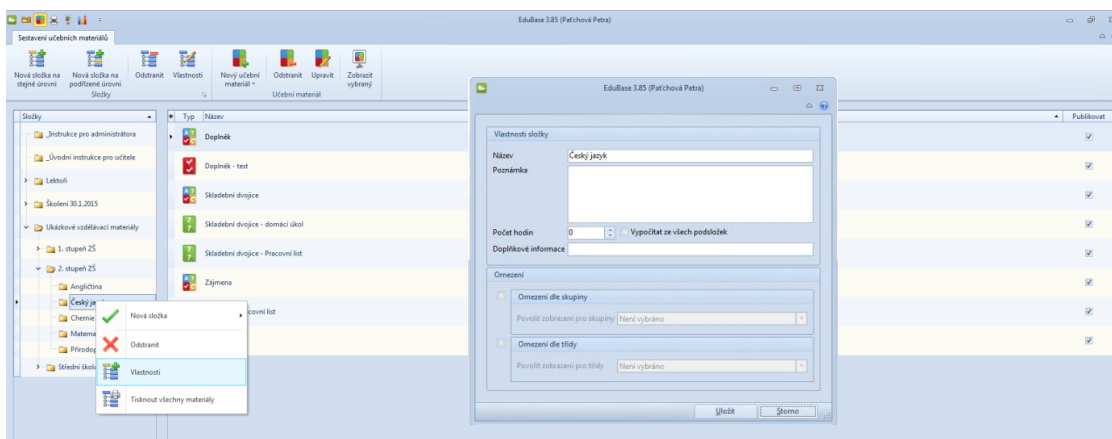 EduBase 3.85 (Paťchová Petra)
Sestavení učebních materiálů
Nová složka na stejné úrovni
Nová složka na podřízené úrovni
Odstranit
Vlastnosti
Složky
Nový učební materiál
Odstranit
Upravit
Zobrazit vybraný
Učební materiál
Složky
_Instrukce pro administrátora
_Úvodní instrukce pro učitele
Lektoři
Školení 30.1.2015
Ukázkové vzdělávací materiály
1. stupeň ZŠ
2. stupeň ZŠ
Angličtina
Český ja
Chemie
Matema
Přírodop
Střední škola
Nová složka
Odstranit
Vlastnosti
Tisknout všechny materiály
Typ
Název
Publikovat
Doplněk
Doplněk - test
Skladební dvojice
Skladební dvojice - domácí úkol
Skladební dvojice - Pracovní list
Zájmena
covní list
EduBase 3.85 (Paťchová Petra)
Vlastnosti složky
Název
Český jazyk
Poznámka
Počet hodin
0
Vypočítat ze všech podsložek
Doplňkové informace
Omezení
Omezení dle skupiny
Povolit zobrazení pro skupiny
Není vybráno
Omezení dle třídy
Povolit zobrazení pro třídy
Není vybráno
Uložit
Storno